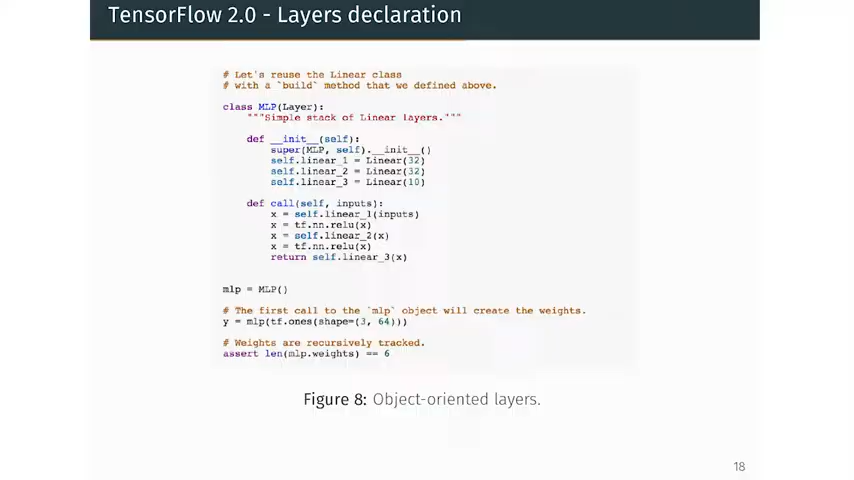 TensorFlow 2.0 - Layers declaration
# Let's reuse the Linear class
# with a `build` method that we defined above.
class MLP(Layer):
    """Simple stack of Linear layers."""
    def __init__(self):
        super(MLP, self).__init__()
        self.linear_1 = Linear(32)
        self.linear_2 = Linear(32)
        self.linear_3 = Linear(10)
    def call(self, inputs):
        x = self.linear_1(inputs)
        x = tf.nn.relu(x)
        x = self.linear_2(x)
        x = tf.nn.relu(x)
        return self.linear_3(x)
mlp = MLP()
# The first call to the `mlp` object will create the weights.
y = mlp(tf.ones(shape=(3, 64)))
# Weights are recursively tracked.
assert len(mlp.weights) == 6
Figure 8: Object-oriented layers.
18